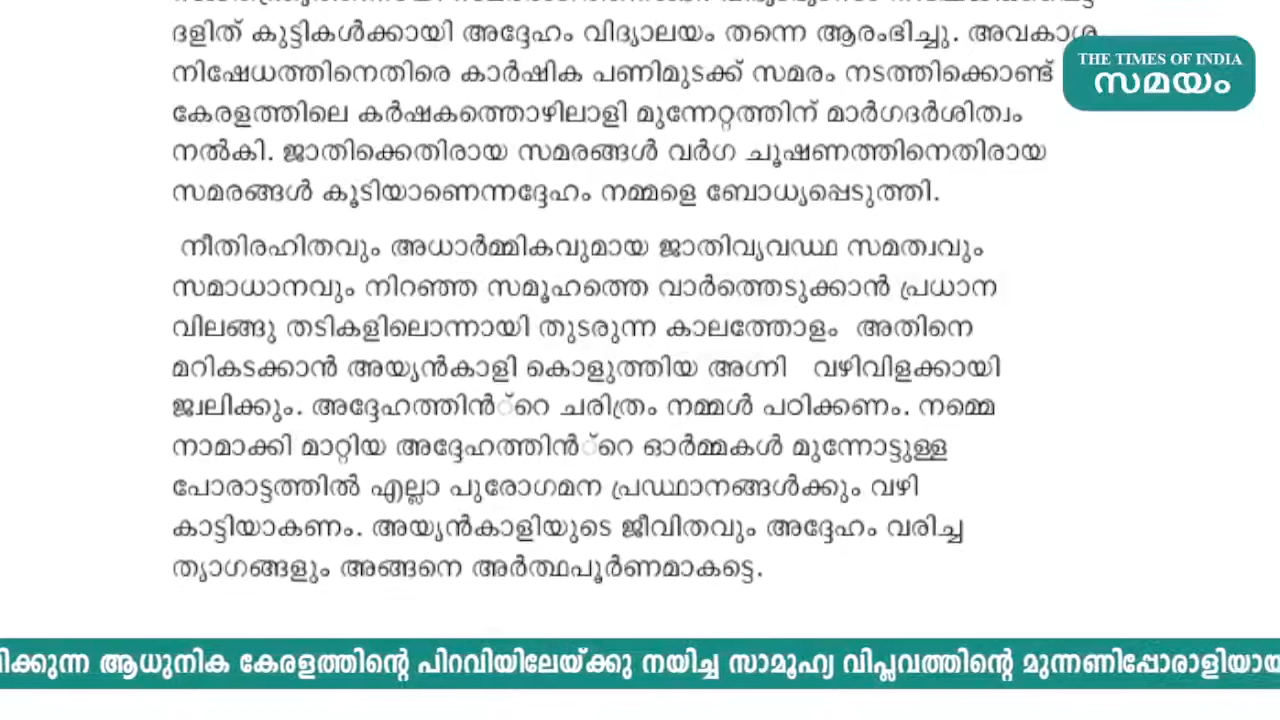 ദളിത് കുട്ടികൾക്കായി അദ്ദേഹം വിദ്യാലയം തന്നെ ആരംഭിച്ചു. അവകാശ
THE TIMES OF INDIA
സമയം
നിഷേധത്തിനെതിരെ കാർഷിക പണിമുടക്ക് സമരം നടത്തിക്കൊണ്ട്
കേരളത്തിലെ കർഷകത്തൊഴിലാളി മുന്നേറ്റത്തിന് മാർഗദർശിത്വം
നൽകി. ജാതിക്കെതിരായ സമരങ്ങൾ വർഗ ചൂഷണത്തിനെതിരായ
സമരങ്ങൾ കൂടിയാണെന്നദ്ദേഹം നമ്മളെ ബോധ്യപ്പെടുത്തി.
നീതിരഹിതവും അധാർമ്മികവുമായ ജാതിവ്യവഡ്ഥ സമത്വവും
സമാധാനവും നിറഞ്ഞ സമൂഹത്തെ വാർത്തെടുക്കാൻ പ്രധാന
വിലങ്ങു തടികളിലൊന്നായി തുടരുന്ന കാലത്തോളം അതിനെ
മറികടക്കാൻ അയ്യൻകാളി കൊളുത്തിയ അഗ്നി വഴിവിളക്കായി
ജ്വലിക്കും. അദ്ദേഹത്തിൻ്റെ ചരിത്രം നമ്മൾ പഠിക്കണം. നമ്മെ
നാമാക്കി മാറ്റിയ അദ്ദേഹത്തിൻ്റെ ഓർമ്മകൾ മുന്നോട്ടുള്ള
പോരാട്ടത്തിൽ എല്ലാ പുരോഗമന പ്രഡ്ഥാനങ്ങൾക്കും വഴി
കാട്ടിയാകണം. അയ്യൻകാളിയുടെ ജീവിതവും അദ്ദേഹം വരിച്ച
ത്യാഗങ്ങളും അങ്ങനെ അർത്ഥപൂർണമാകട്ടെ.
ിക്കുന്ന ആധുനിക കേരളത്തിന്റെ പിറവിയിലേയ്ക്കു നയിച്ച സാമൂഹ്യ വിപ്ലവത്തിന്റെ മുന്നണിപ്പോരാളിയായ